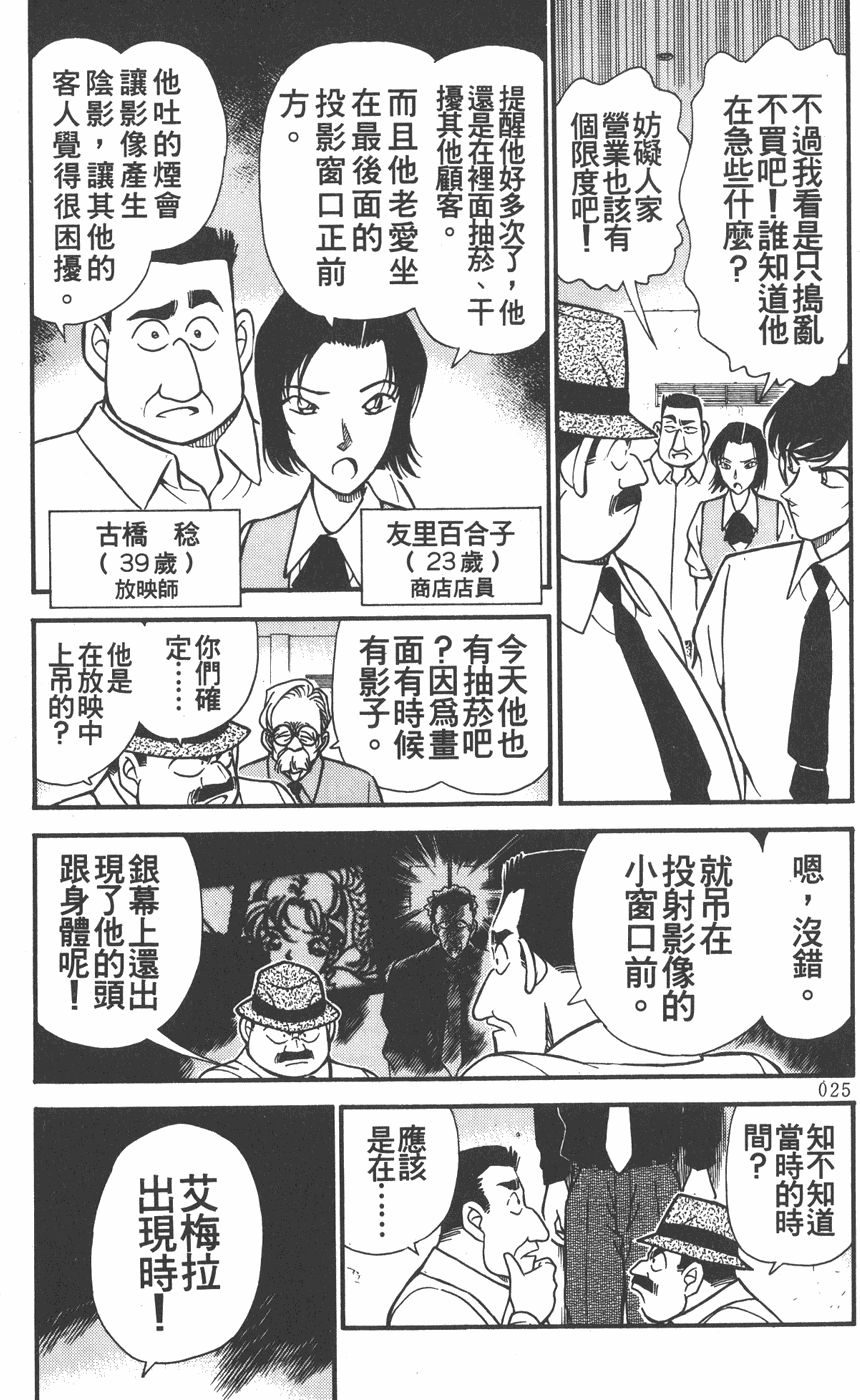 不過我看是只搗亂
不買吧！誰知道他
在急些什麼？
妨礙人家
營業也該有
個限度吧！
提醒他好多次了，他
還是在裡面抽菸、干
擾其他顧客。
而且他老愛坐
在最後面的
投影窗口正前
方。
他吐的煙會
讓影像產生
陰影，讓其他的
客人覺得很困擾。
友里百合子
（23歲）
商店店員
古橋　稔
（39歲）
放映師
今天他也
有抽菸吧
？因為畫
面有時候
有影子。
你們確
定……
他是
在放映中
上吊的？
嗯，沒錯。
就吊在
投射影像的
小窗口前。
銀幕上還出
現了他的頭
跟身體呢！
025
知不知道
當時的時
間？
應該
是在……
艾梅拉
出現時！